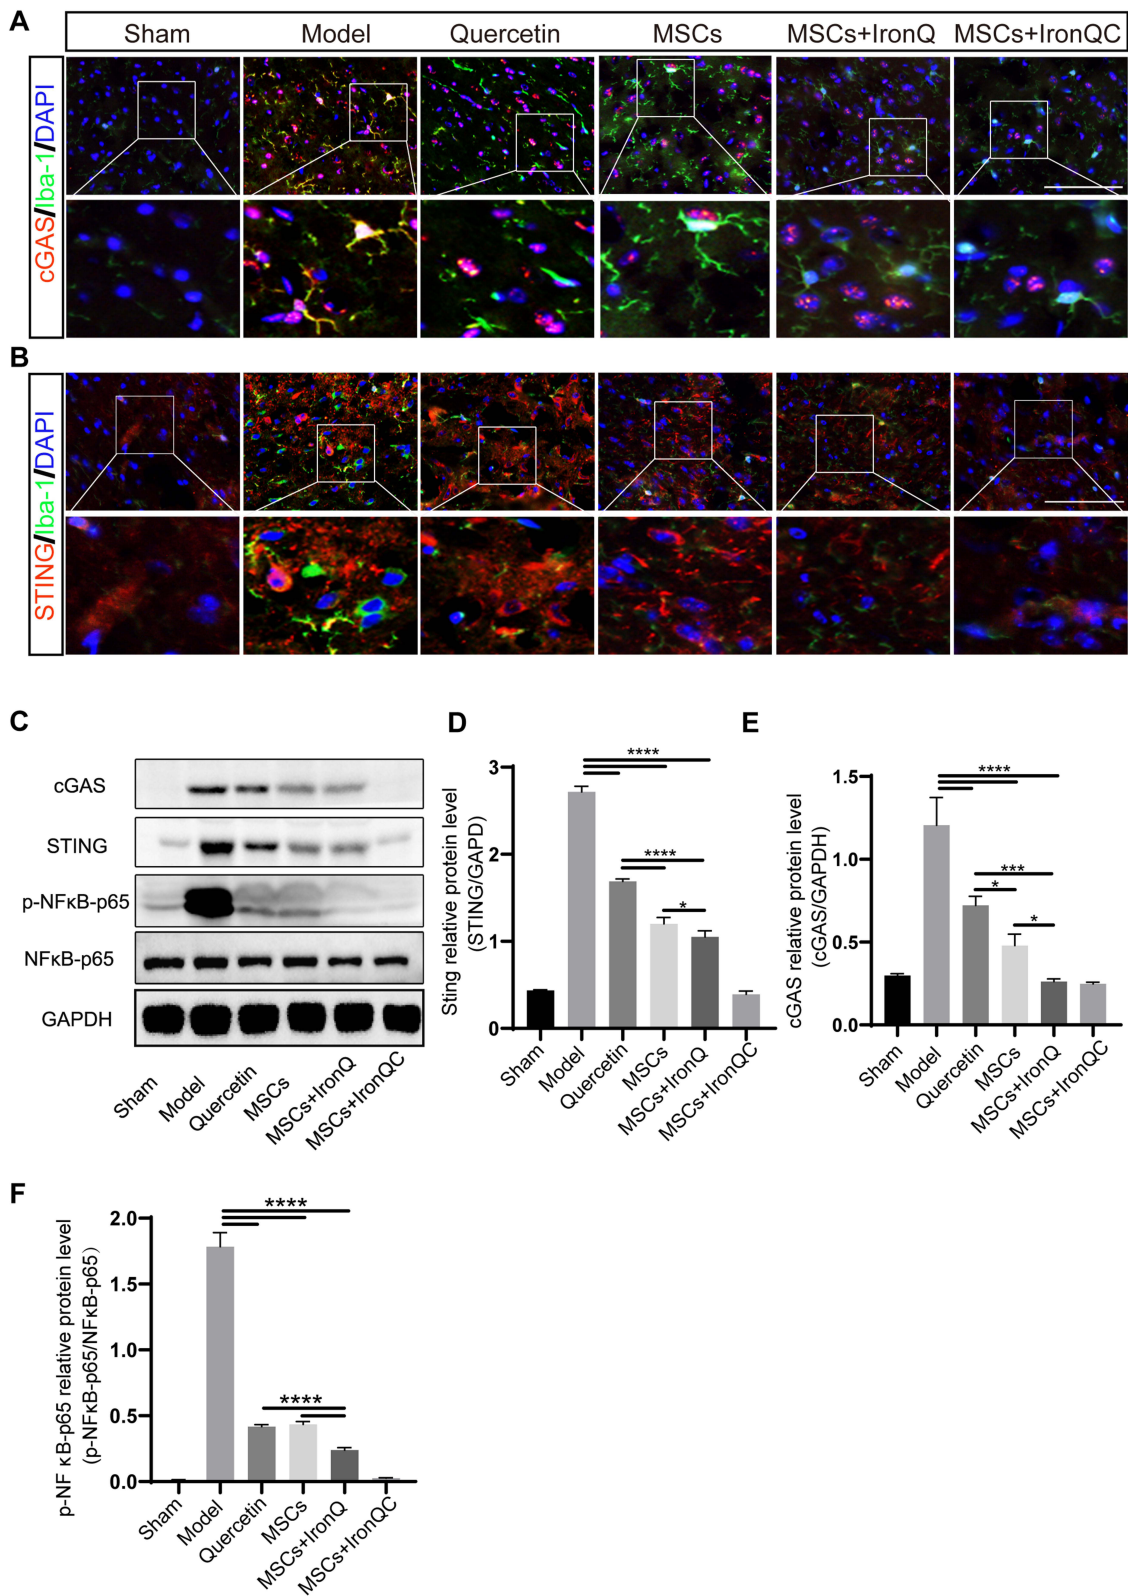 A
Sham Model Quercetin MSCs MSCs+IronQ MSCs+IronQC
cGAS/Iba-1/DAPI
B
STING/Iba-1/DAPI
C
cGAS
STING
p-NFκB-p65
NFκB-p65
GAPDH
Sham Model Quercetin MSCs MSCs+IronQ MSCs+IronQC
D
Sting relative protein level
(STING/GAPD)
3
2
1
0
****
****
*
Sham Model Quercetin MSCs MSCs+IronQ MSCs+IronQC
E
cGAS relative protein level
(cGAS/GAPDH)
1.5
1.0
0.5
0.0
****
***
*
*
Sham Model Quercetin MSCs MSCs+IronQ MSCs+IronQC
F
p-NF κB-p65 relative protein level
(p-NFκB-p65/NFκB-p65)
2.0
1.5
1.0
0.5
0.0
****
****
Sham Model Quercetin MSCs MSCs+IronQ MSCs+IronQC